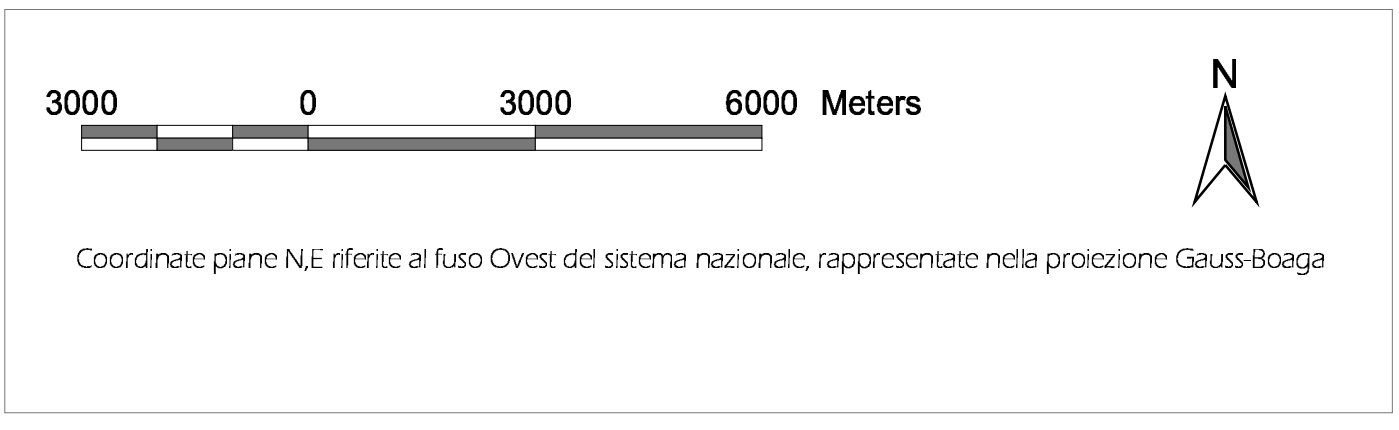 N
3000 0 3000 6000 Meters
Coordinate piane N,E riferite al fuso Ovest del sistema nazionale, rappresentate nella proiezione Gauss-Boaga